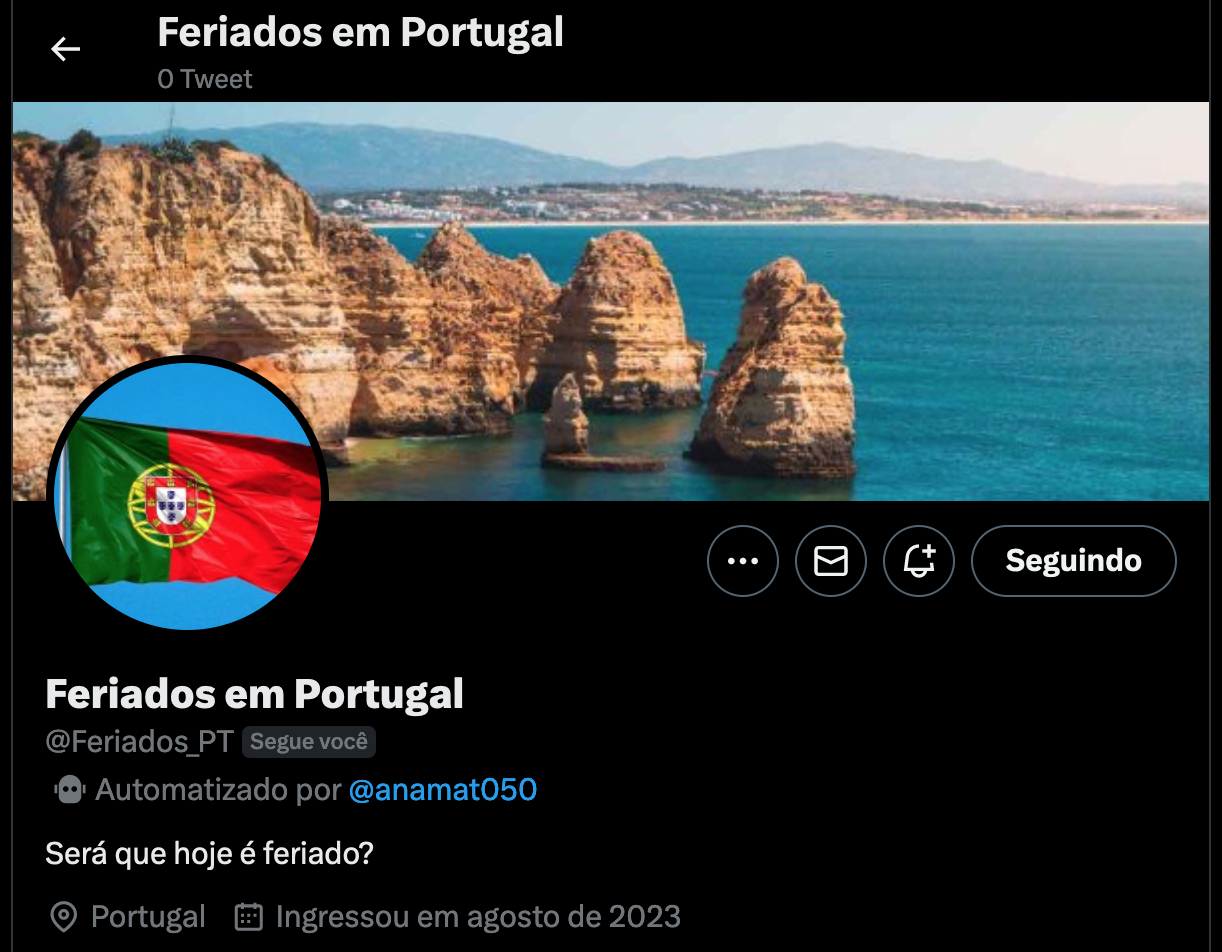 Feriados em Portugal
0 Tweet
Seguindo
Feriados em Portugal
@Feriados_PT Segue você
Automatizado por @anamat050
Será que hoje é feriado?
Portugal Ingressou em agosto de 2023